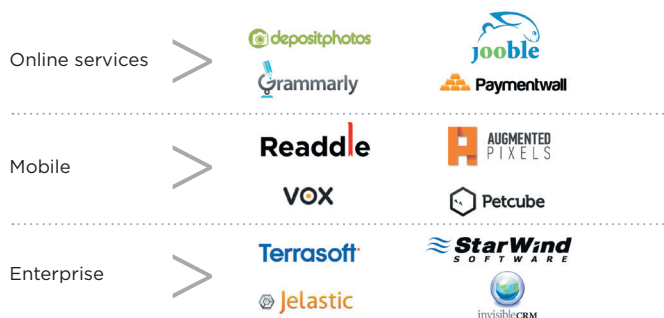 Online services
depositphotos
jooble
Grammarly
Paymentwall
Mobile
Readdle
AUGMENTED
PIXELS
VOX
Petcube
Enterprise
Terrasoft
StarWind
SOFTWARE
Jelastic
invisibleCRM